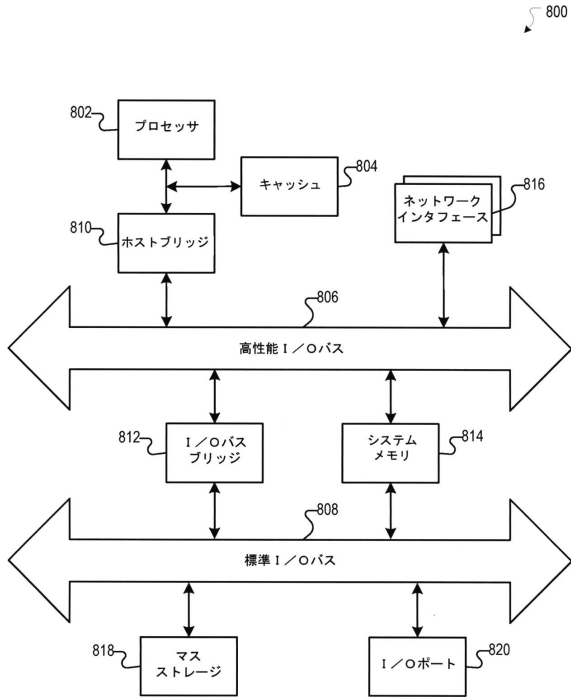 800
802
プロセッサ
キャッシュ
804
810
ホストブリッジ
ネットワーク
インタフェース
816
806
高性能Ｉ／Ｏバス
812
Ｉ／Ｏバス
ブリッジ
システム
メモリ
814
808
標準Ｉ／Ｏバス
818
マス
ストレージ
Ｉ／Ｏポート
820